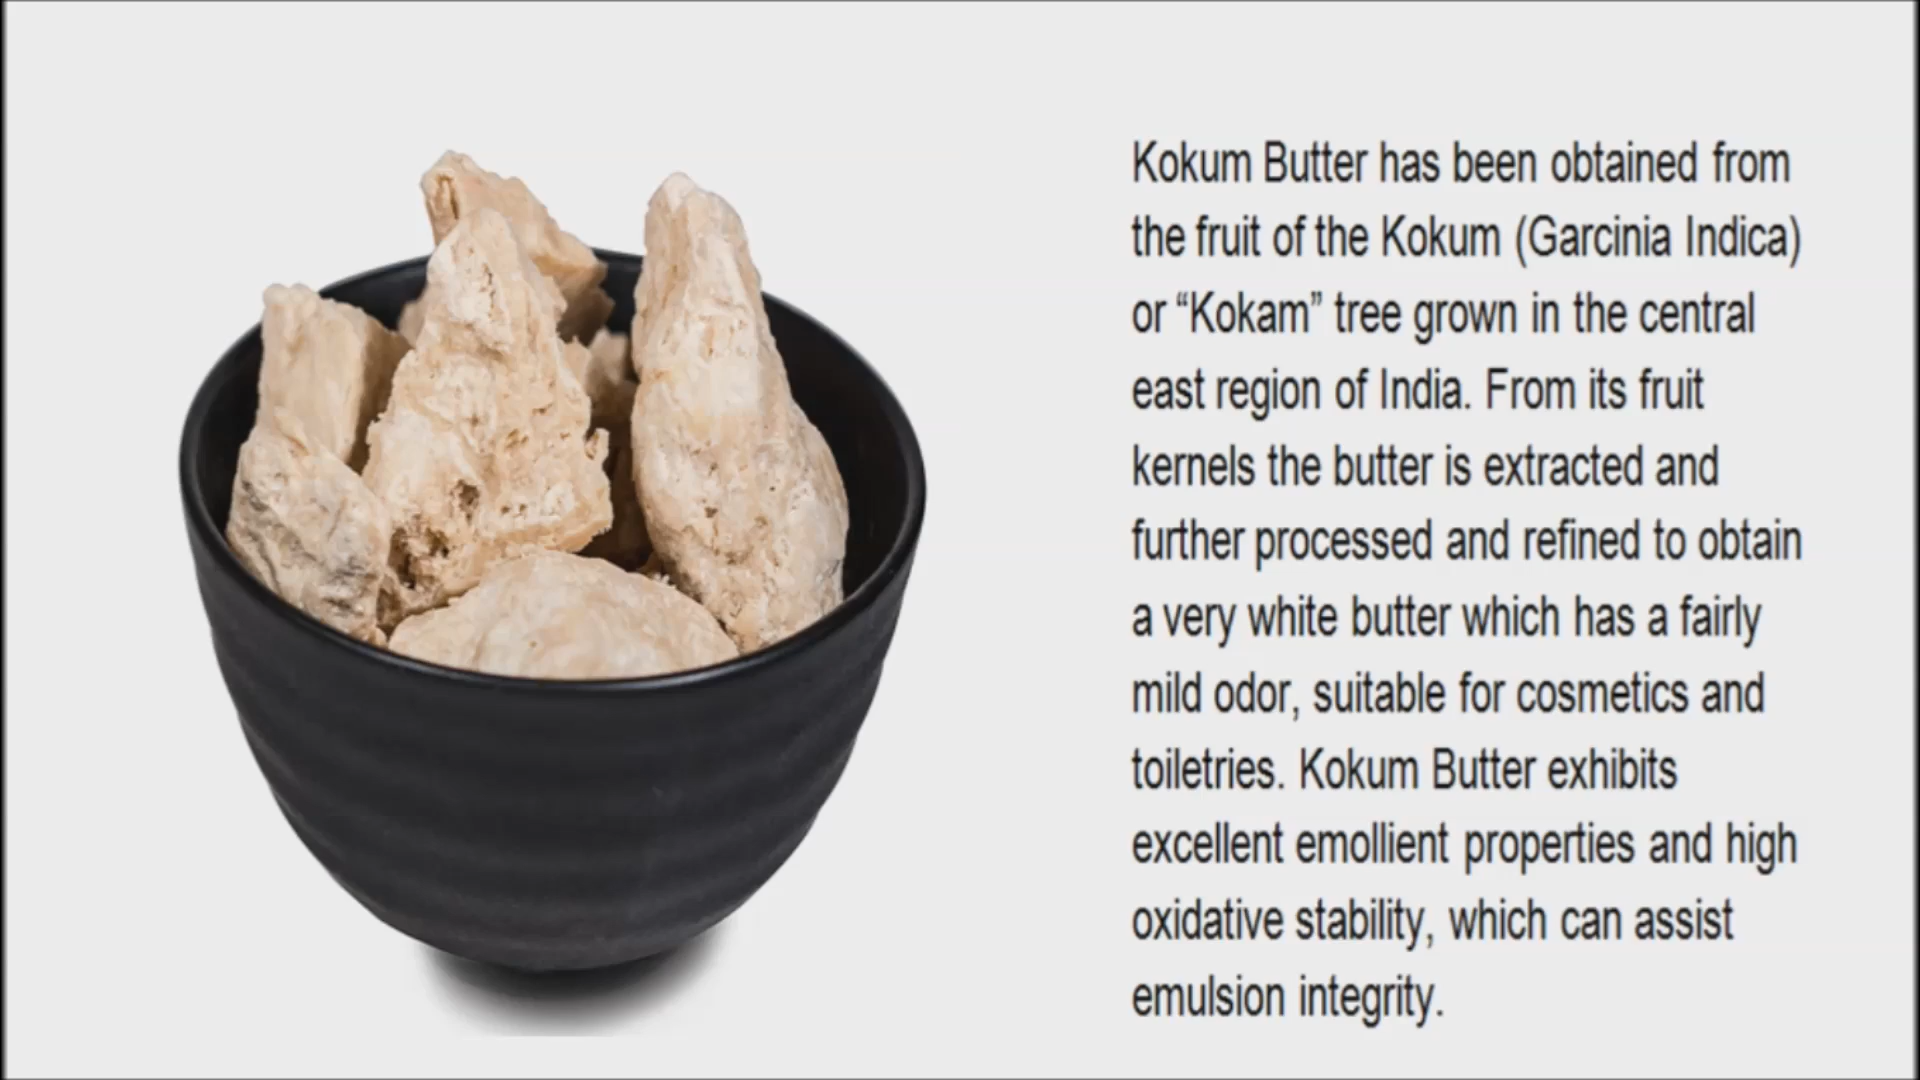 Kokum Butter has been obtained from
the fruit of the Kokum (Garcinia Indica)
or “Kokam” tree grown in the central
east region of India. From its fruit
kernels the butter is extracted and
further processed and refined to obtain
a very white butter which has a fairly
mild odor, suitable for cosmetics and
toiletries. Kokum Butter exhibits
excellent emollient properties and high
oxidative stability, which can assist
emulsion integrity.